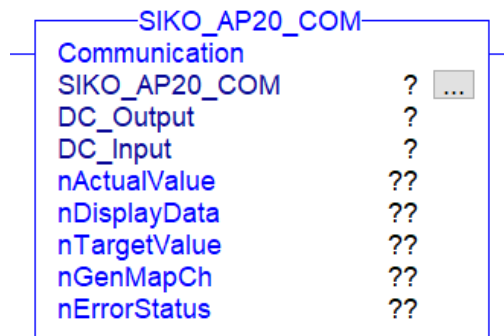 SIKO_AP20_COM
Communication
SIKO_AP20_COM ? ...
DC_Output ?
DC_Input ?
nActualValue ??
nDisplayData ??
nTargetValue ??
nGenMapCh ??
nErrorStatus ??